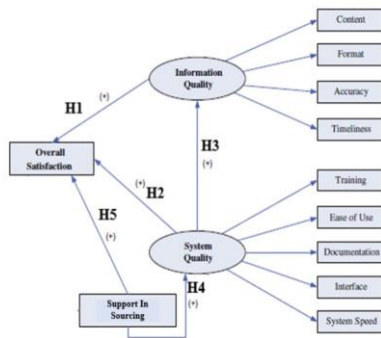 Content
Format
Accuracy
Timeliness
Information
Quality
H1
(+)
H3
(+)
Overall
Satisfaction
(+)
H2
H5
(+)
Training
Ease of Use
Documentation
Interface
System Speed
System
Quality
H4
(+)
Support In
Sourcing